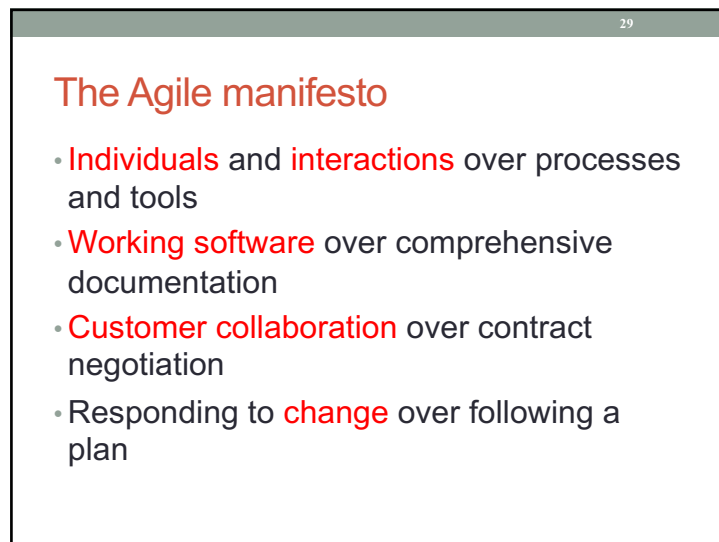 29
The Agile manifesto
• Individuals and interactions over processes
and tools
• Working software over comprehensive
documentation
• Customer collaboration over contract
negotiation
• Responding to change over following a
plan